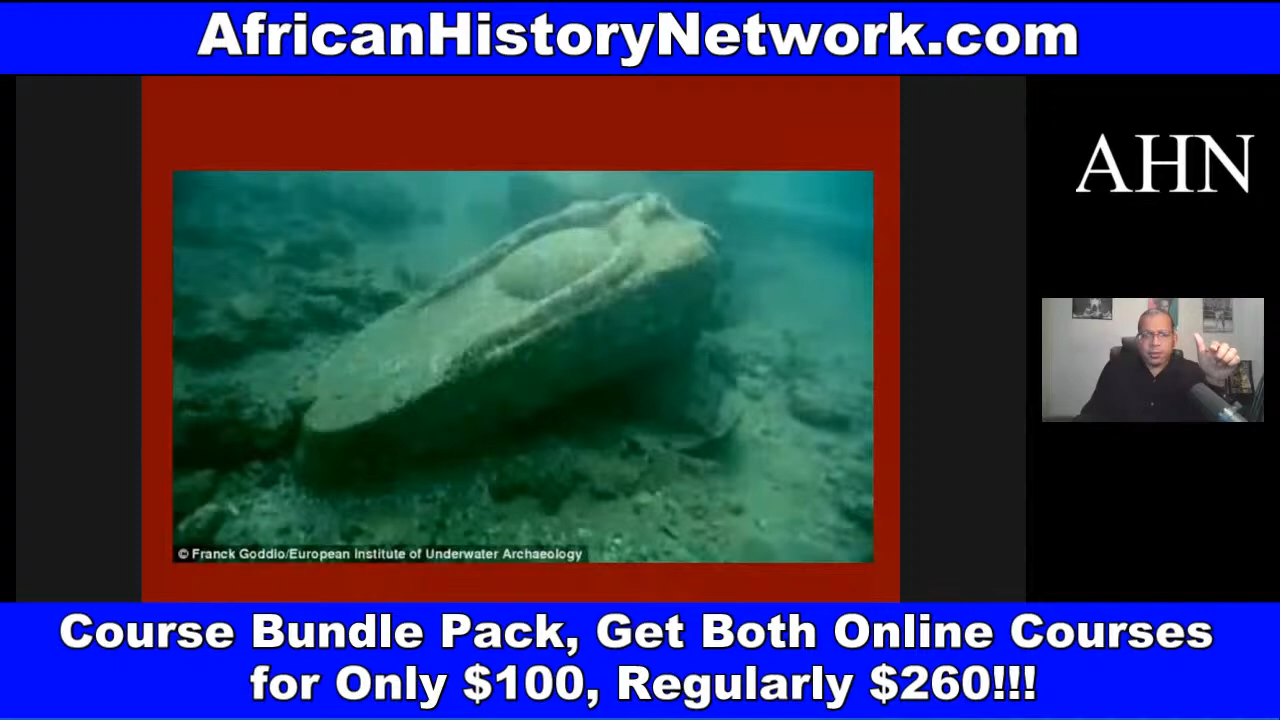 AfricanHistoryNetwork.com
AHN
© Franck Goddio/European Institute of Underwater Archaeology
Course Bundle Pack, Get Both Online Courses
for Only $100, Regularly $260!!!